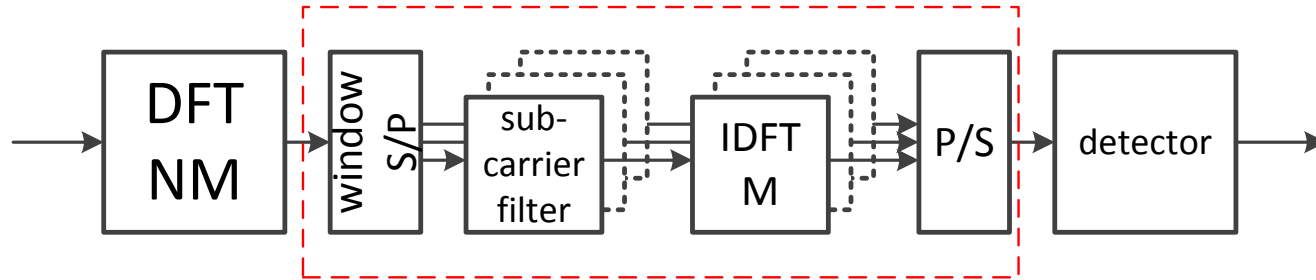 DFT
NM
window
S/P
sub-
carrier
filter
IDFT
M
P/S
detector